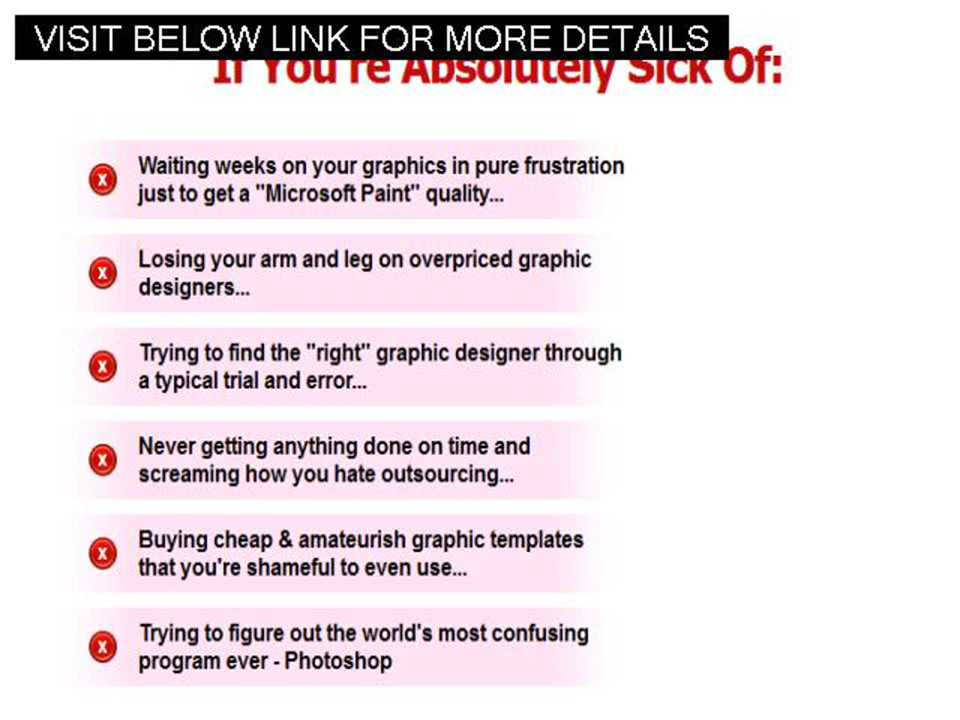 VISIT BELOW LINK FOR MORE DETAILS
If You're Absolutely Sick Of:
X
Waiting weeks on your graphics in pure frustration
just to get a "Microsoft Paint" quality...
X
Losing your arm and leg on overpriced graphic
designers...
X
Trying to find the "right" graphic designer through
a typical trial and error...
X
Never getting anything done on time and
screaming how you hate outsourcing...
X
Buying cheap & amateurish graphic templates
that you're shameful to even use...
X
Trying to figure out the world's most confusing
program ever - Photoshop